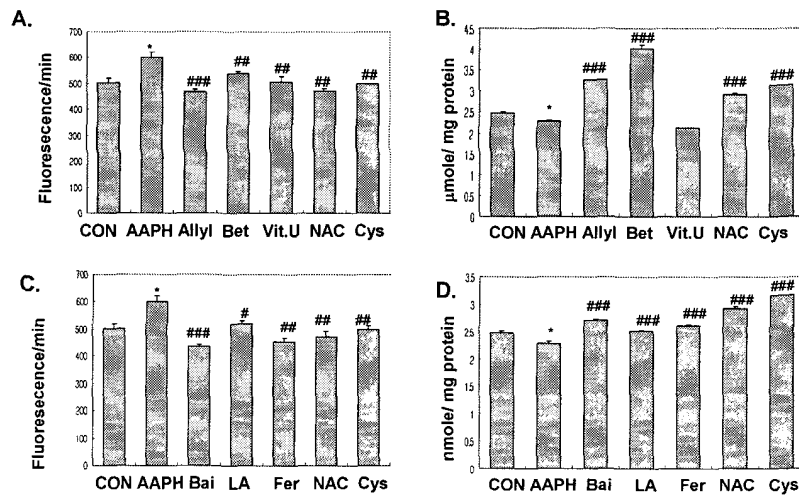 A.
Fluoresecence/min
700
600
500
400
300
200
100
0
* ### ## ## ## ##
CON AAPH Allyl Bet Vit.U NAC Cys
B.
μmole/ mg protein
4.5
4
3.5
3
2.5
2
1.5
1
0.5
0
* ### ### ### ###
CON AAPH Allyl Bet Vit.U NAC Cys
C.
Fluoresecence/min
700
600
500
400
300
200
100
0
* ### # ## ## ##
CON AAPH Bai LA Fer NAC Cys
D.
nmole/ mg protein
3.5
3
2.5
2
1.5
1
0.5
0
* ### ### ### ### ###
CON AAPH Bai LA Fer NAC Cys